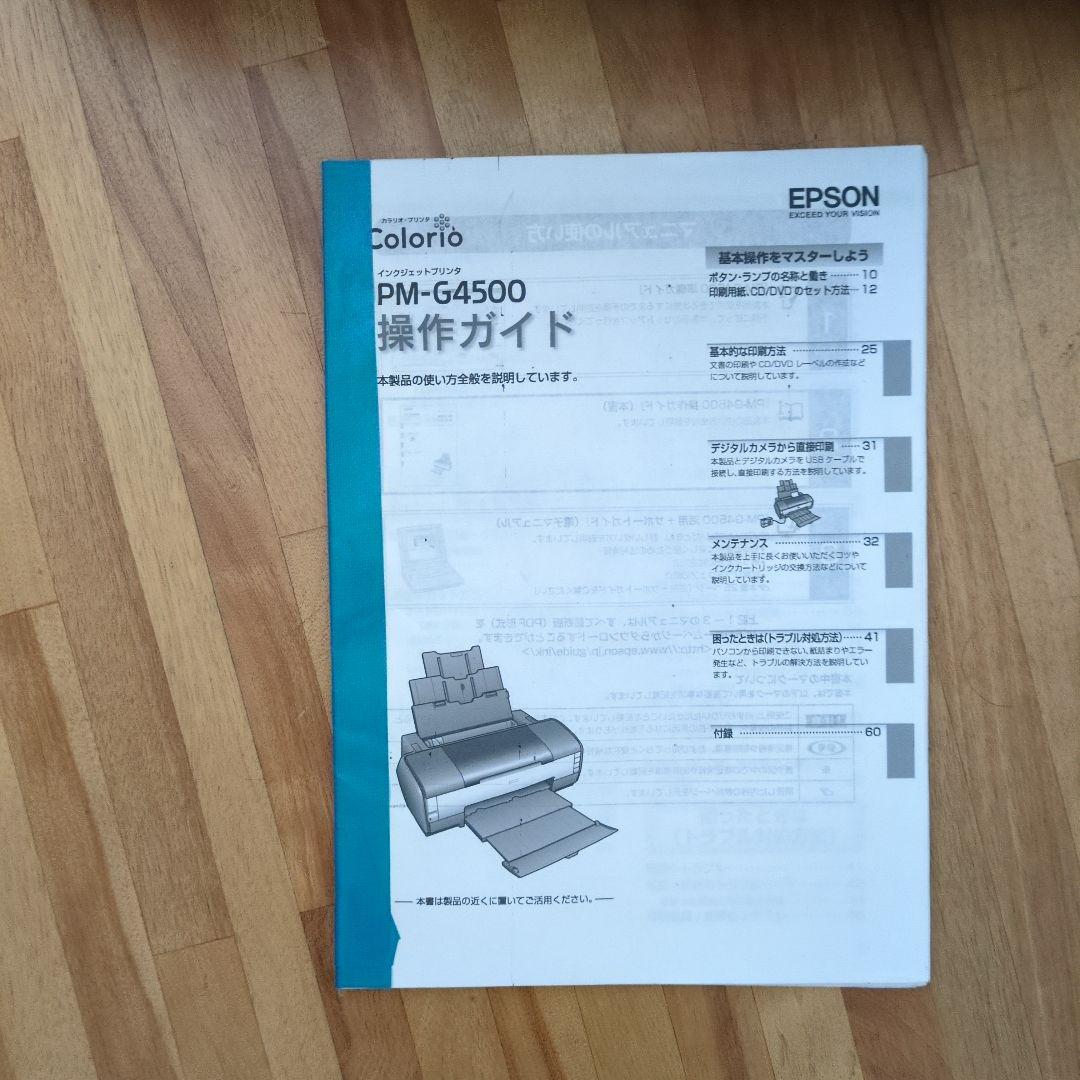 EPSON
EXCEED YOUR VISION
カラリオ・プリンタ
Colorio
インクジェットプリンタ
PM-G4500
操作ガイド
本製品の使い方全般を説明しています。
基本操作をマスターしよう
ボタン・ランプの名称と働き ········· 10
印刷用紙、CD/DVD のセット方法··· 12
基本的な印刷方法 ····················· 25
文書の印刷や CD/DVD レーベルの作成など
について説明しています。
デジタルカメラから直接印刷 ······ 31
本製品とデジタルカメラを USB ケーブルで
接続し、直接印刷する方法を説明しています。
メンテナンス ··························· 32
本製品を上手に長くお使いいただくコツや
インクカートリッジの交換方法などについて
説明しています。
困ったときは(トラブル対処方法)······ 41
パソコンから印刷できない、紙詰まりやエラー
発生など、トラブルの解決方法を説明してい
ます。
付録 ······································· 60
本書は製品の近くに置いてご活用ください。